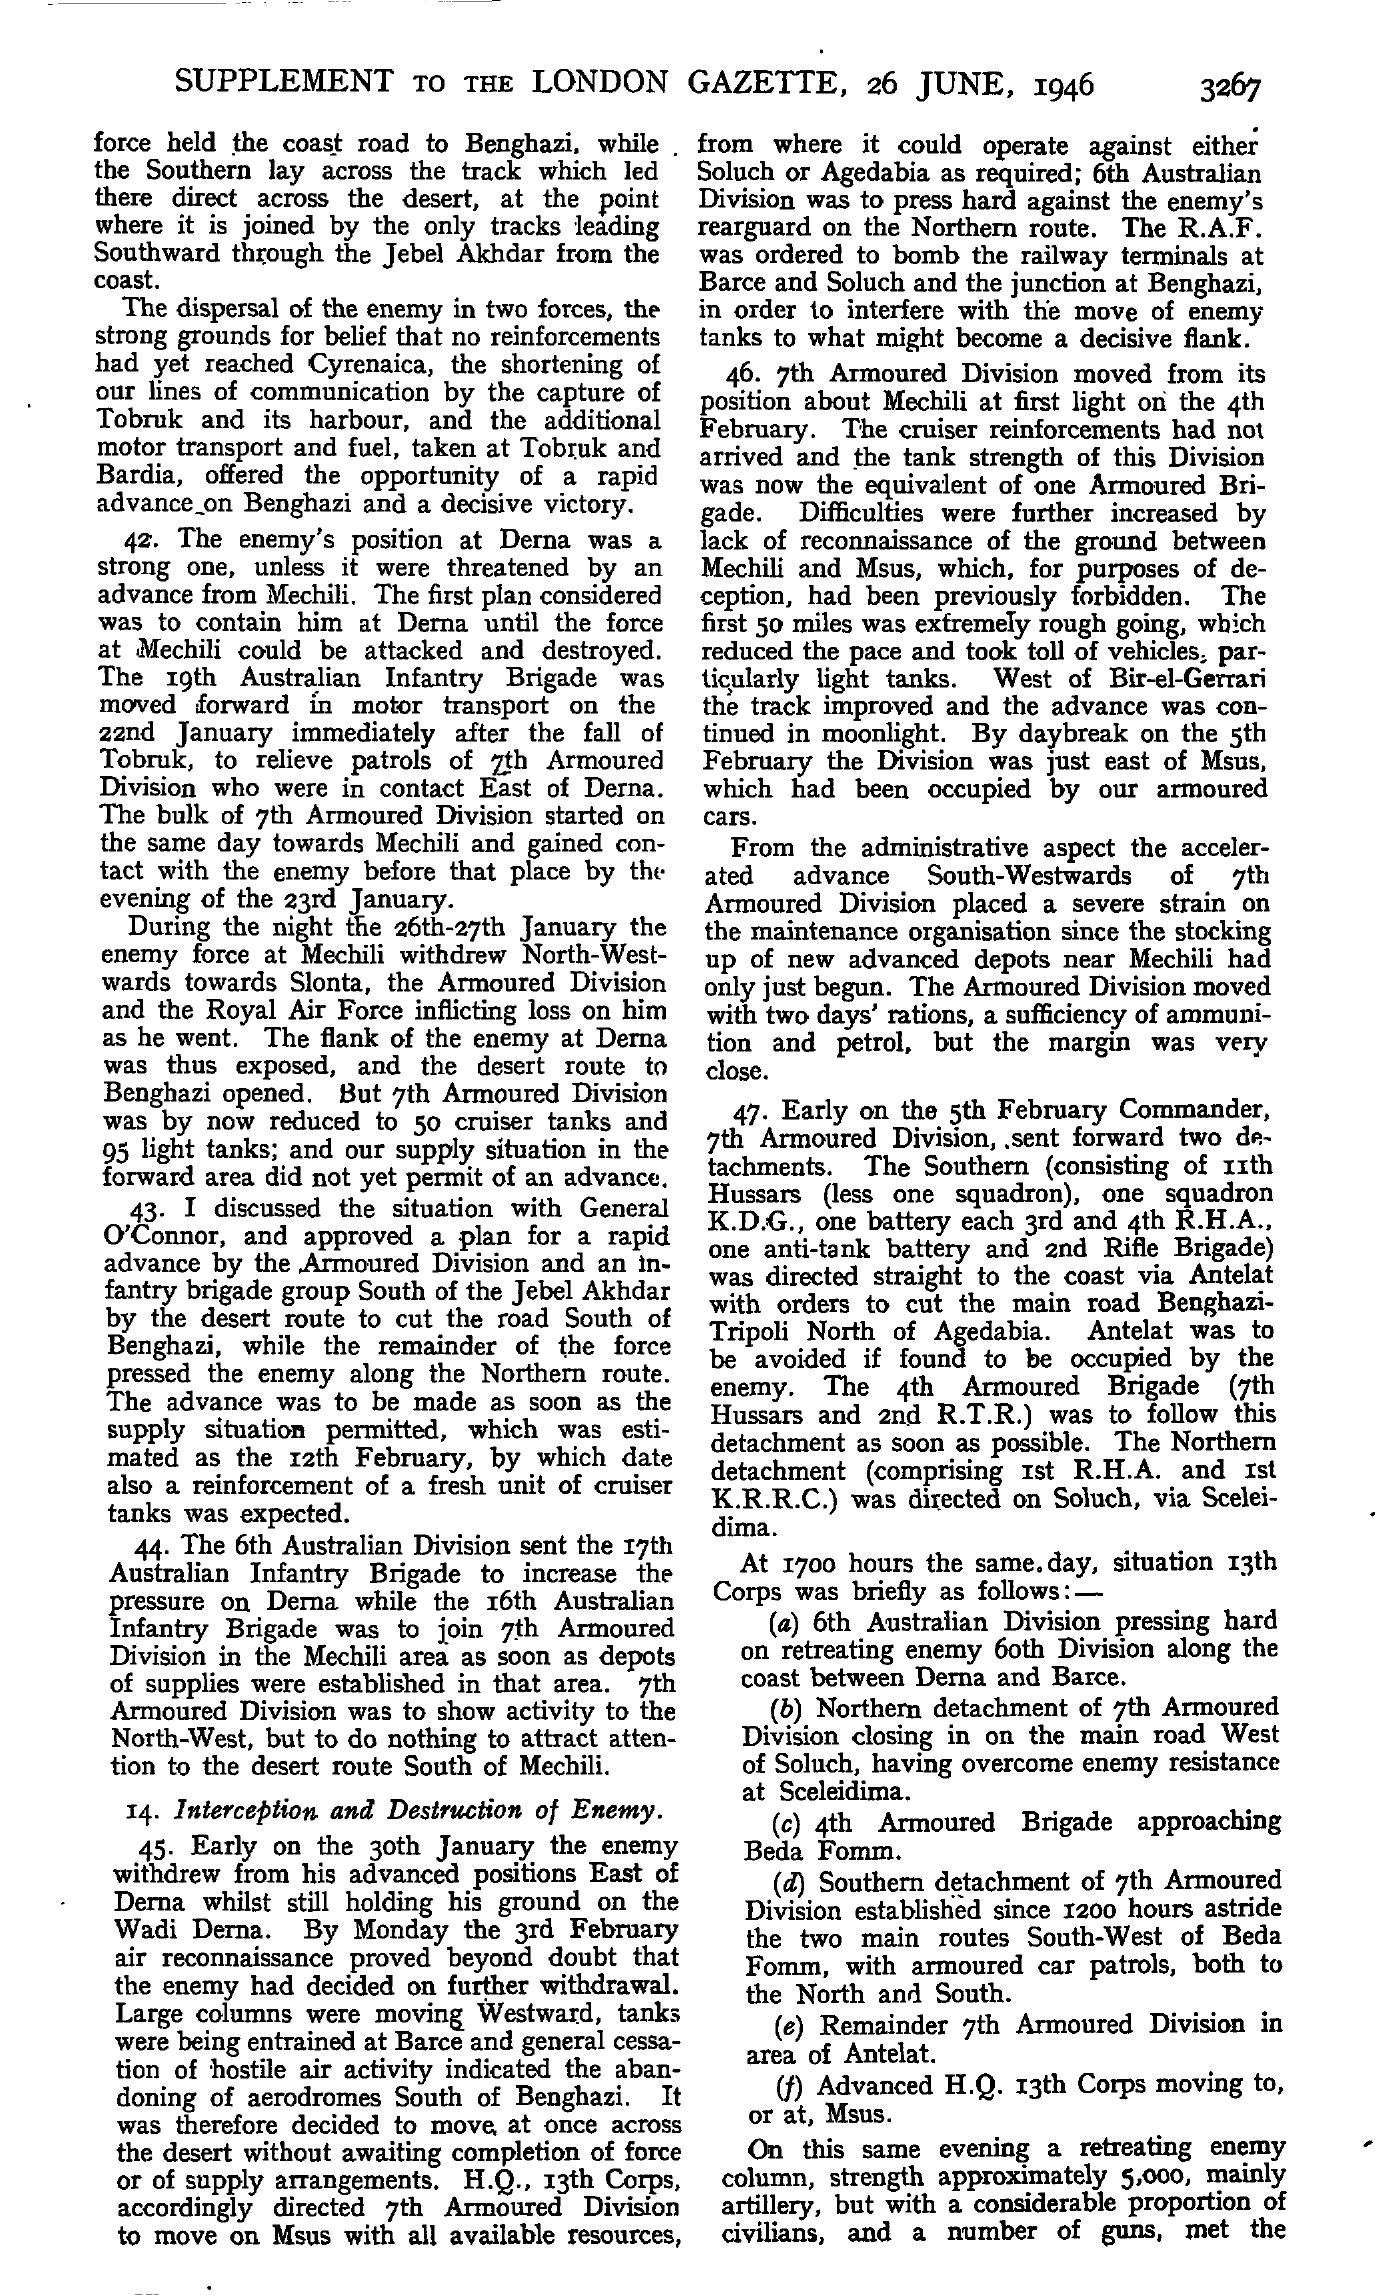 SUPPLEMENT TO THE LONDON GAZETTE, 26 JUNE, 1946 3267
force held the coast road to Benghazi, while
the Southern lay across the track which led
there direct across the desert, at the point
where it is joined by the only tracks leading
Southward through the Jebel Akhdar from the
coast.
The dispersal of the enemy in two forces, the
strong grounds for belief that no reinforcements
had yet reached Cyrenaica, the shortening of
our lines of communication by the capture of
Tobruk and its harbour, and the additional
motor transport and fuel, taken at Tobruk and
Bardia, offered the opportunity of a rapid
advance on Benghazi and a decisive victory.
42. The enemy's position at Derna was a
strong one, unless it were threatened by an
advance from Mechili. The first plan considered
was to contain him at Derna until the force
at Mechili could be attacked and destroyed.
The 19th Australian Infantry Brigade was
moved forward in motor transport on the
22nd January immediately after the fall of
Tobruk, to relieve patrols of 7th Armoured
Division who were in contact East of Derna.
The bulk of 7th Armoured Division started on
the same day towards Mechili and gained con-
tact with the enemy before that place by the
evening of the 23rd January.
During the night the 26th-27th January the
enemy force at Mechili withdrew North-West-
wards towards Slonta, the Armoured Division
and the Royal Air Force inflicting loss on him
as he went. The flank of the enemy at Derna
was thus exposed, and the desert route to
Benghazi opened. But 7th Armoured Division
was by now reduced to 50 cruiser tanks and
95 light tanks; and our supply situation in the
forward area did not yet permit of an advance.
43. I discussed the situation with General
O'Connor, and approved a plan for a rapid
advance by the Armoured Division and an in-
fantry brigade group South of the Jebel Akhdar
by the desert route to cut the road South of
Benghazi, while the remainder of the force
pressed the enemy along the Northern route.
The advance was to be made as soon as the
supply situation permitted, which was esti-
mated as the 12th February, by which date
also a reinforcement of a fresh unit of cruiser
tanks was expected.
44. The 6th Australian Division sent the 17th
Australian Infantry Brigade to increase the
pressure on Derna while the 16th Australian
Infantry Brigade was to join 7th Armoured
Division in the Mechili area as soon as depots
of supplies were established in that area. 7th
Armoured Division was to show activity to the
North-West, but to do nothing to attract atten-
tion to the desert route South of Mechili.
14. Interception and Destruction of Enemy.
45. Early on the 30th January the enemy
withdrew from his advanced positions East of
Derna whilst still holding his ground on the
Wadi Derna. By Monday the 3rd February
air reconnaissance proved beyond doubt that
the enemy had decided on further withdrawal.
Large columns were moving Westward, tanks
were being entrained at Barce and general cessa-
tion of hostile air activity indicated the aban-
doning of aerodromes South of Benghazi. It
was therefore decided to move at once across
the desert without awaiting completion of force
or of supply arrangements. H.Q., 13th Corps,
accordingly directed 7th Armoured Division
to move on Msus with all available resources,
from where it could operate against either
Soluch or Agedabia as required; 6th Australian
Division was to press hard against the enemy's
rearguard on the Northern route. The R.A.F.
was ordered to bomb the railway terminals at
Barce and Soluch and the junction at Benghazi,
in order to interfere with the move of enemy
tanks to what might become a decisive flank.
46. 7th Armoured Division moved from its
position about Mechili at first light on the 4th
February. The cruiser reinforcements had not
arrived and the tank strength of this Division
was now the equivalent of one Armoured Bri-
gade. Difficulties were further increased by
lack of reconnaissance of the ground between
Mechili and Msus, which, for purposes of de-
ception, had been previously forbidden. The
first 50 miles was extremely rough going, which
reduced the pace and took toll of vehicles, par-
ticularly light tanks. West of Bir-el-Gerrari
the track improved and the advance was con-
tinued in moonlight. By daybreak on the 5th
February the Division was just east of Msus,
which had been occupied by our armoured
cars.
From the administrative aspect the acceler-
ated advance South-Westwards of 7th
Armoured Division placed a severe strain on
the maintenance organisation since the stocking
up of new advanced depots near Mechili had
only just begun. The Armoured Division moved
with two days' rations, a sufficiency of ammuni-
tion and petrol, but the margin was very
close.
47. Early on the 5th February Commander,
7th Armoured Division, sent forward two de-
tachments. The Southern (consisting of 11th
Hussars (less one squadron), one squadron
K.D.G., one battery each 3rd and 4th R.H.A.,
one anti-tank battery and 2nd Rifle Brigade)
was directed straight to the coast via Antelat
with orders to cut the main road Benghazi-
Tripoli North of Agedabia. Antelat was to
be avoided if found to be occupied by the
enemy. The 4th Armoured Brigade (7th
Hussars and 2nd R.T.R.) was to follow this
detachment as soon as possible. The Northern
detachment (comprising 1st R.H.A. and 1st
K.R.R.C.) was directed on Soluch, via Scelei-
dima.
At 1700 hours the same day, situation 13th
Corps was briefly as follows:—
(a) 6th Australian Division pressing hard
on retreating enemy 60th Division along the
coast between Derna and Barce.
(b) Northern detachment of 7th Armoured
Division closing in on the main road West
of Soluch, having overcome enemy resistance
at Sceleidima.
(c) 4th Armoured Brigade approaching
Beda Fomm.
(d) Southern detachment of 7th Armoured
Division established since 1200 hours astride
the two main routes South-West of Beda
Fomm, with armoured car patrols, both to
the North and South.
(e) Remainder 7th Armoured Division in
area of Antelat.
(f) Advanced H.Q. 13th Corps moving to,
or at, Msus.
On this same evening a retreating enemy
column, strength approximately 5,000, mainly
artillery, but with a considerable proportion of
civilians, and a number of guns, met the